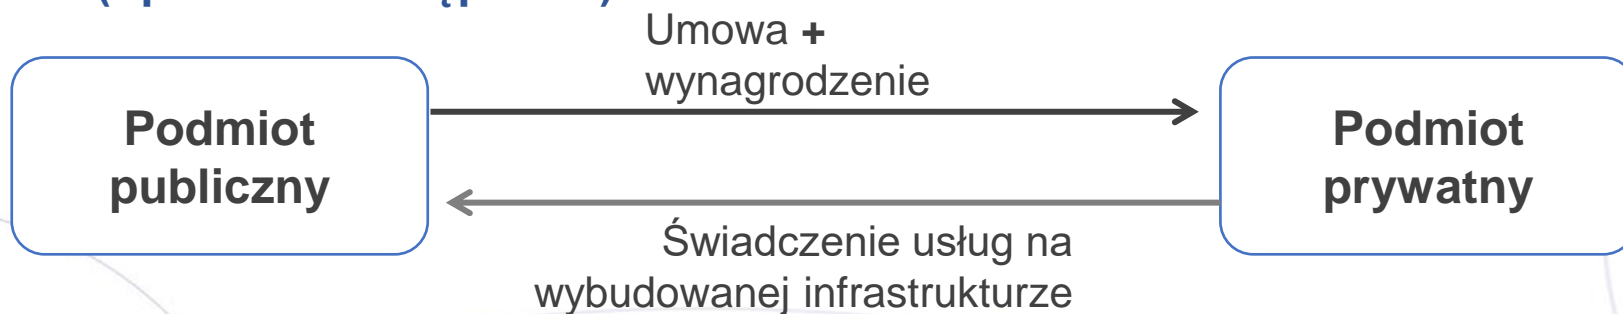 Umowa +
wynagrodzenie
Podmiot
publiczny
Podmiot
prywatny
Świadczenie usług na
wybudowanej infrastrukturze